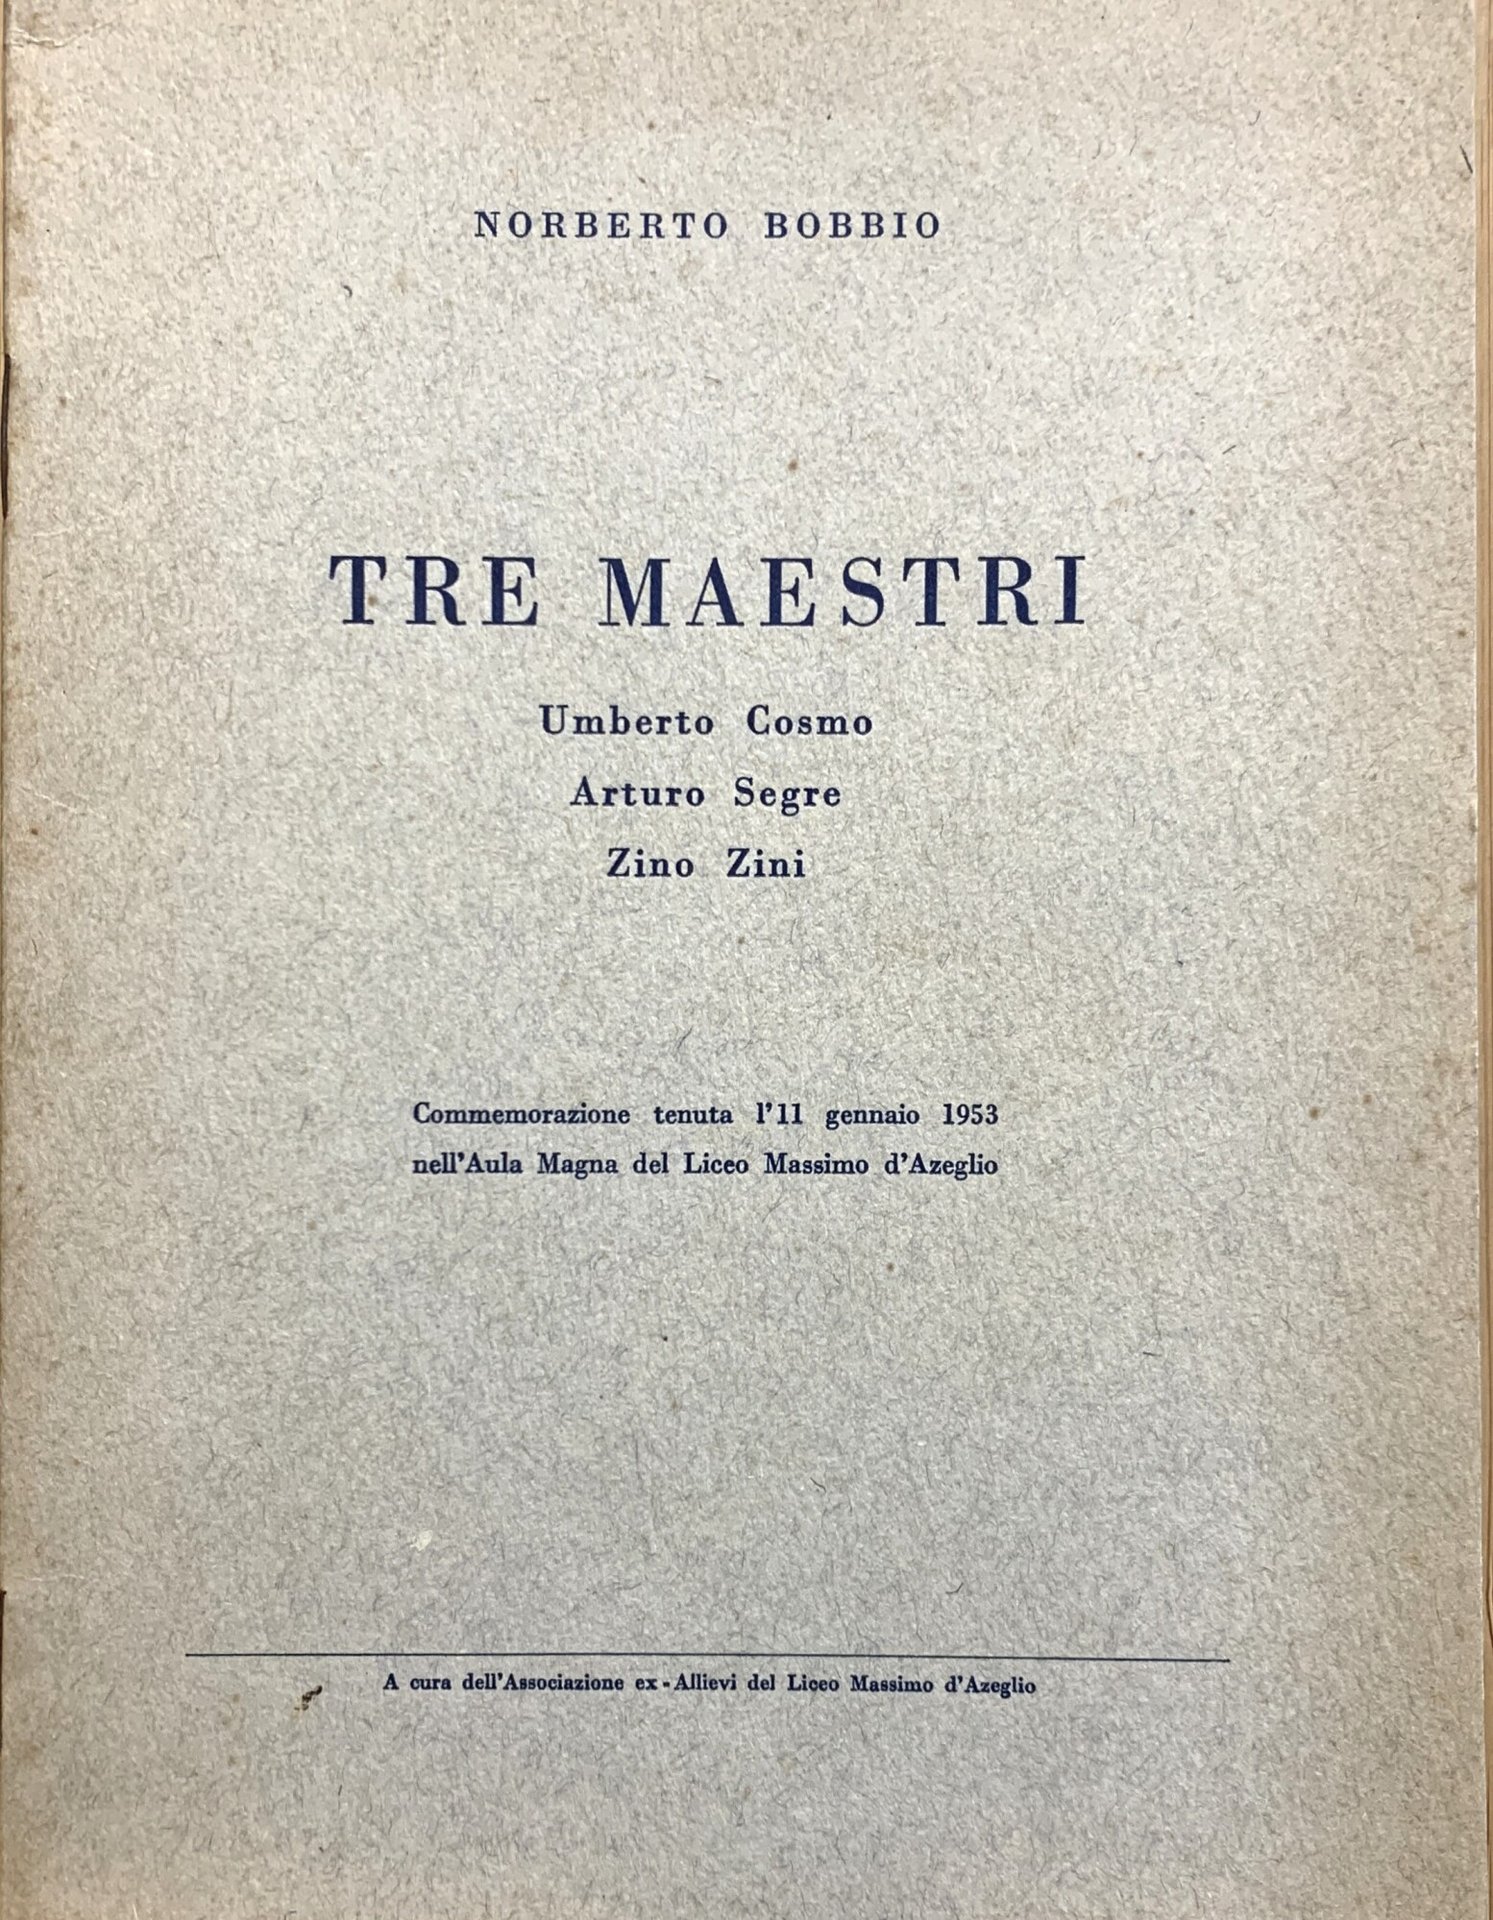 NORBERTO BOBBIO
TRE MAESTRI
Umberto Cosmo
Arturo Segre
Zino Zini
Commemorazione tenuta l'11 gennaio 1953
nell'Aula Magna del Liceo Massimo d'Azeglio
A cura dell'Associazione ex-Allievi del Liceo Massimo d'Azeglio